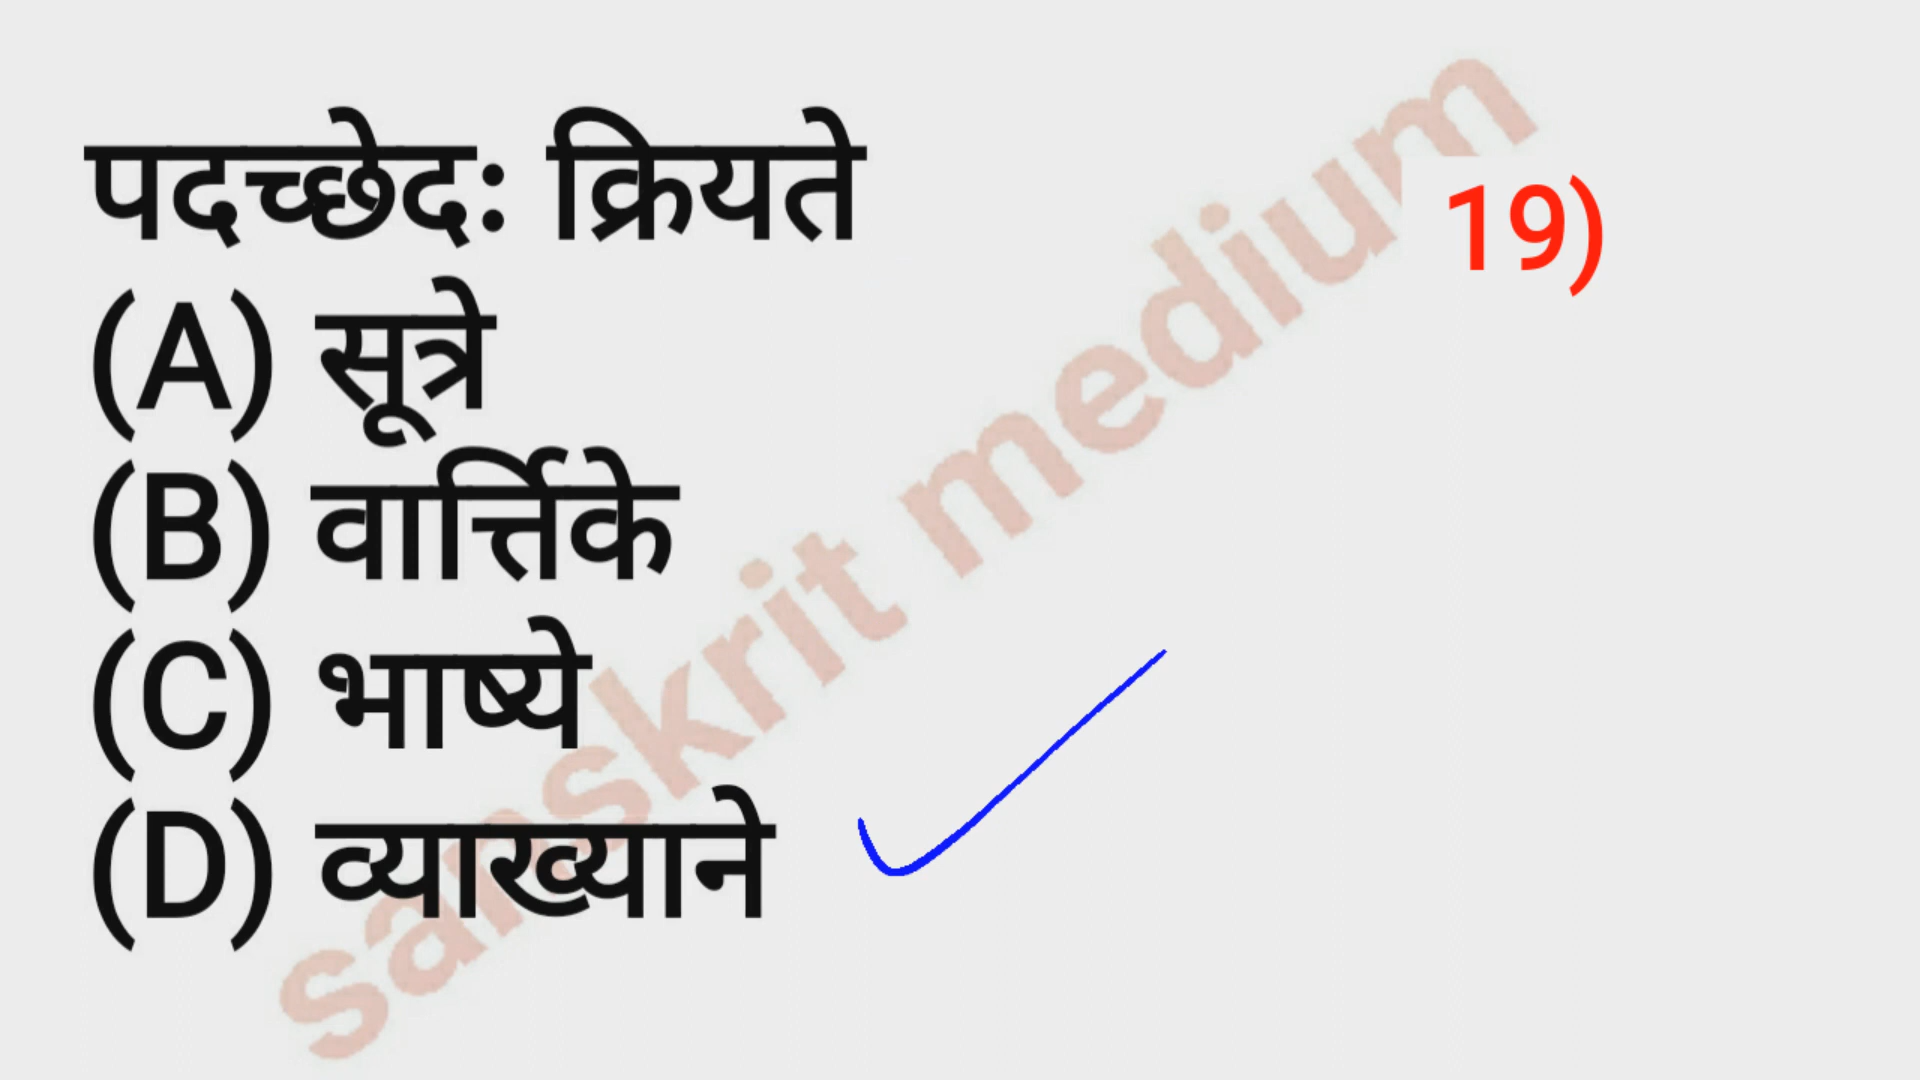 पदच्छेदः क्रियते
19)
(A) सूत्रे
(B) वार्त्तिके
(C) भाष्ये
(D) व्याख्याने
sanskrit medium